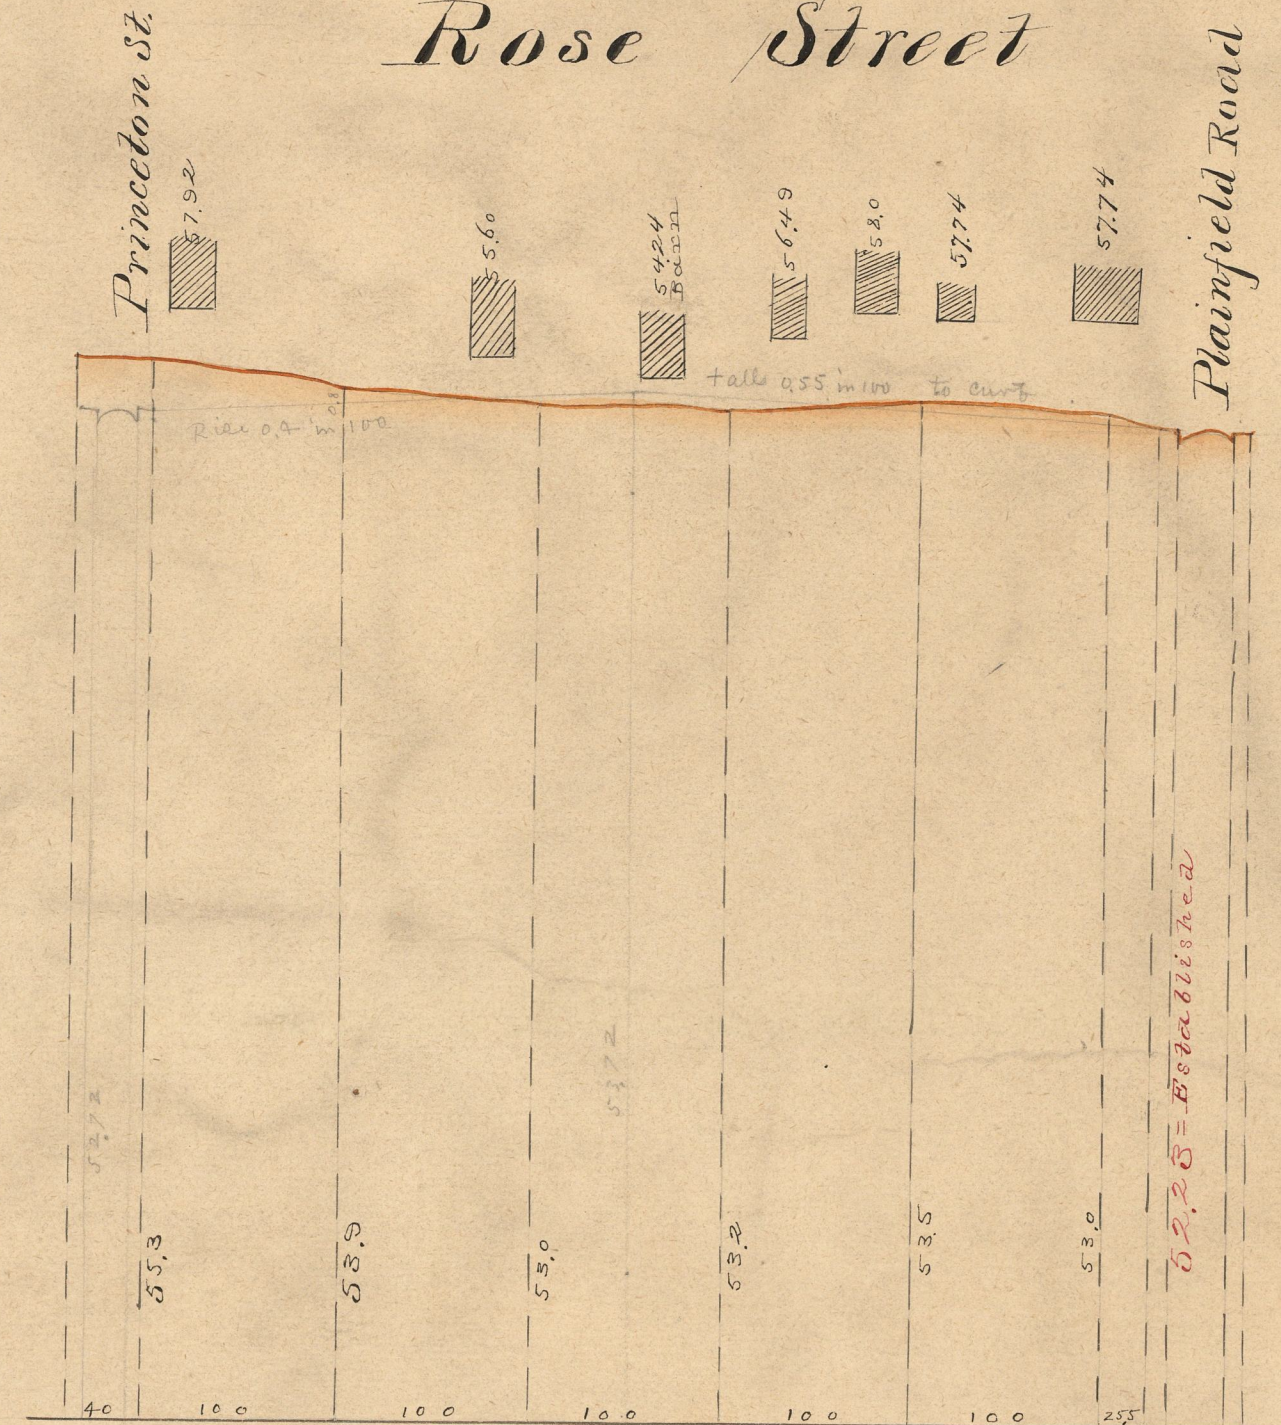 Rose Street
Princeton St.
Plainfield Road
57.92
55.60
54.24
Barn
56.49
58.0
57.74
57.74
falls 0.55 in 100 to curb
0.8
Rise 0.4 in 100
52.72
53.72
52.23 = Established
55.3
53.9
53.0
53.2
53.5
53.0
40 100 100 100 100 100 25.5